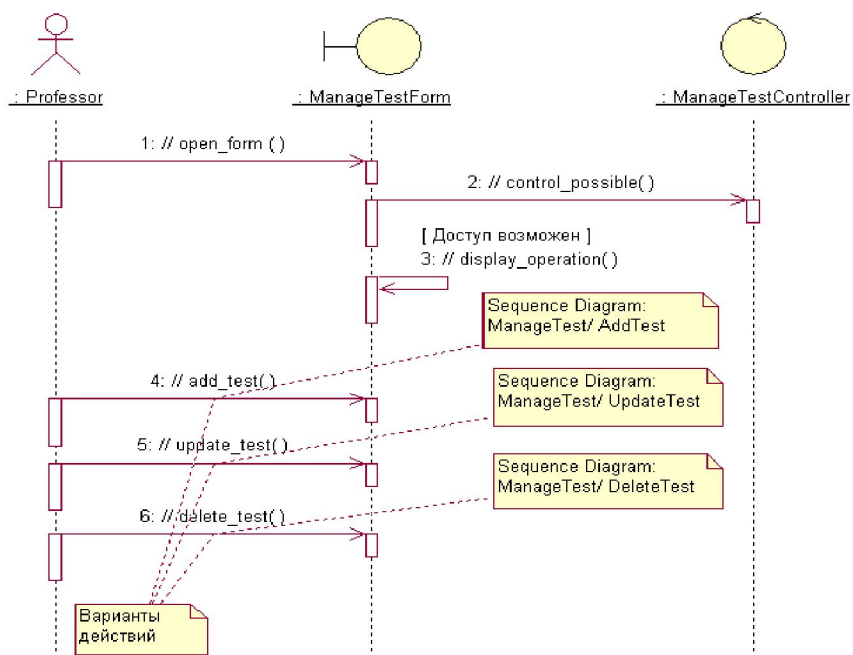 : Professor
: ManageTestForm
: ManageTestController
1: // open_form ( )
2: // control_possible( )
[ Доступ возможен ]
3: // display_operation( )
Sequence Diagram:
ManageTest/ AddTest
4: // add_test( )
Sequence Diagram:
ManageTest/ UpdateTest
5: // update_test( )
Sequence Diagram:
ManageTest/ DeleteTest
6: // delete_test( )
Варианты
действий